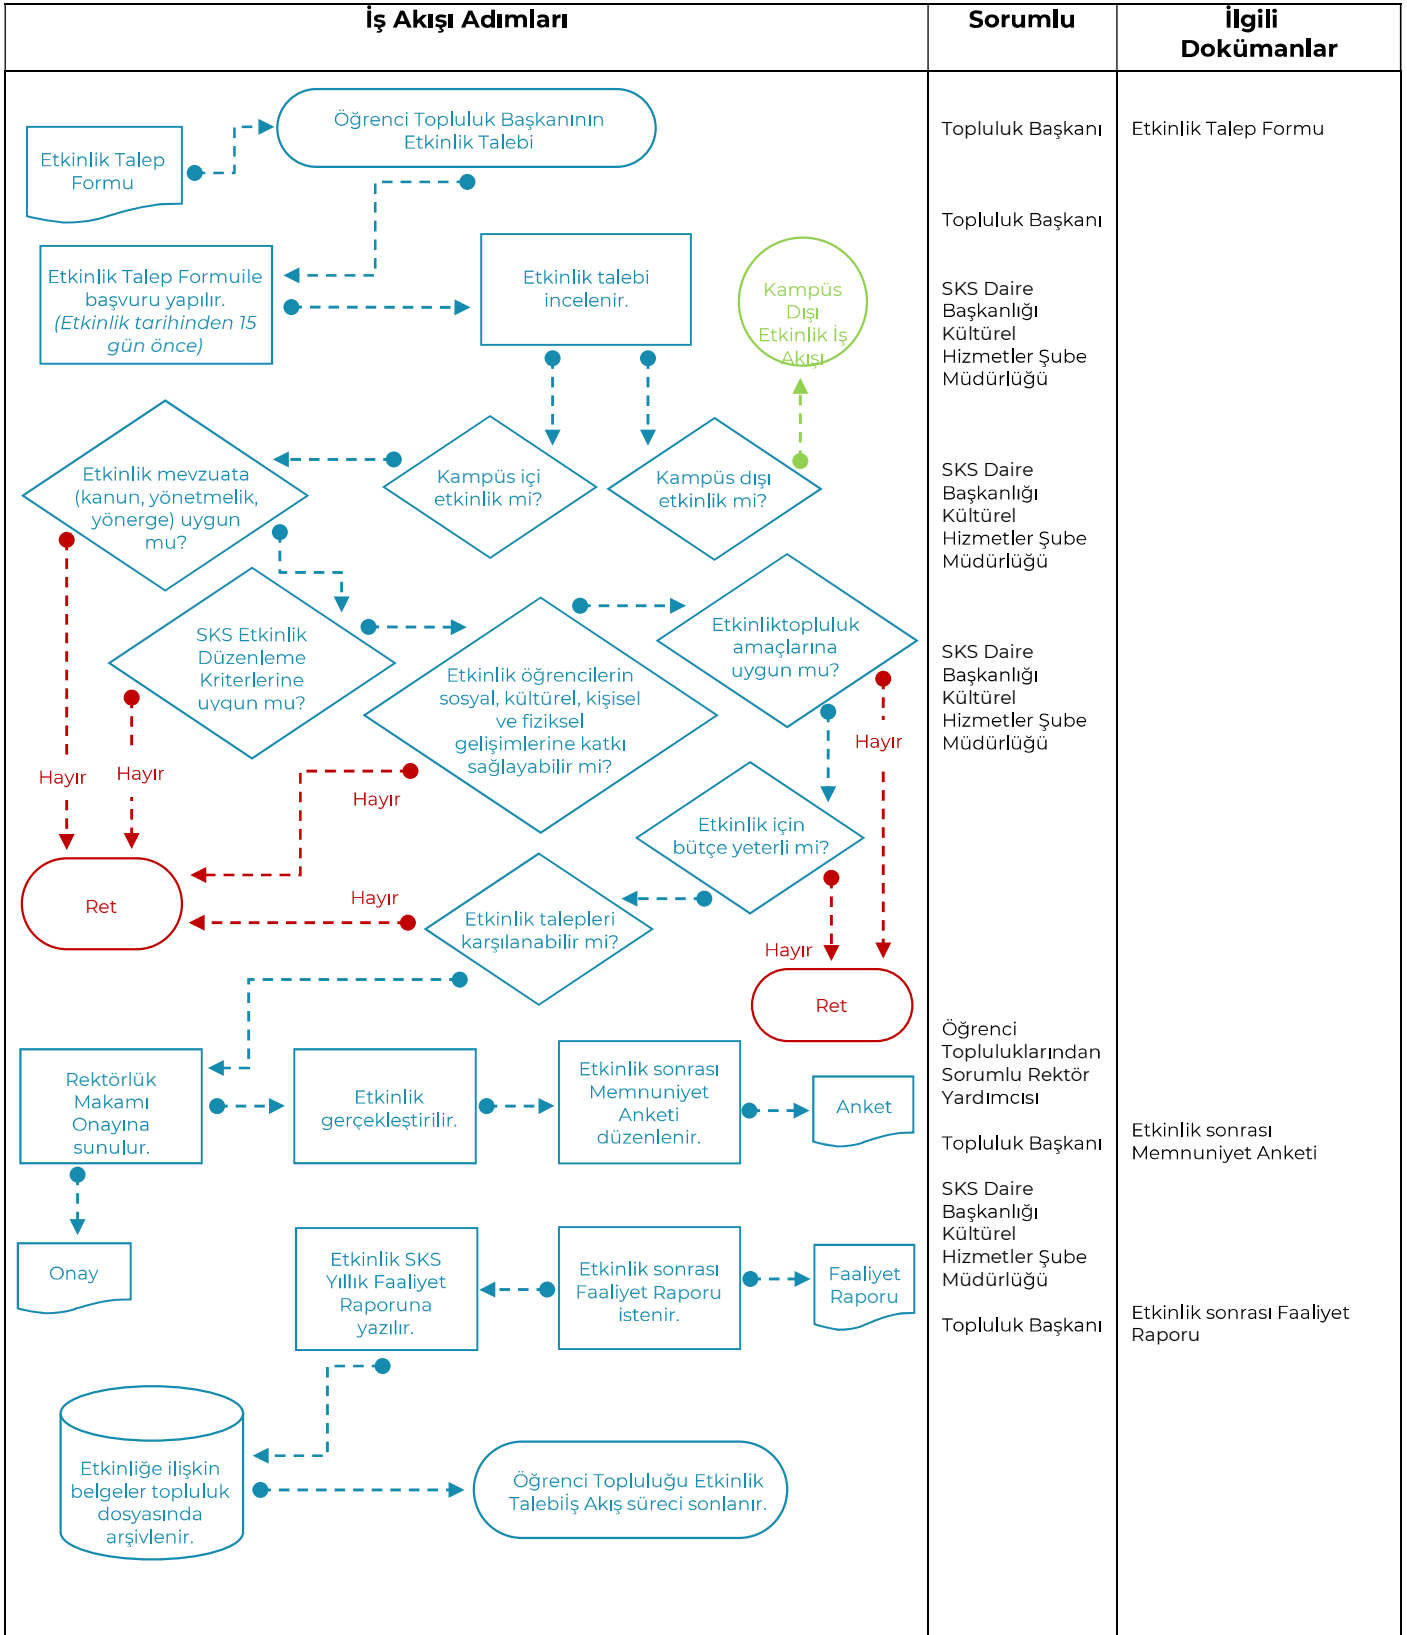 İş Akışı Adımları
Sorumlu
İlgili
Dokümanlar
Öğrenci Topluluk Başkanının
Etkinlik Talebi
Etkinlik Talep
Formu
Topluluk Başkanı
Etkinlik Talep Formu
Topluluk Başkanı
Etkinlik Talep Formuile
başvuru yapılır.
(Etkinlik tarihinden 15
gün önce)
Etkinlik talebi
incelenir.
Kampüs
Dışı
Etkinlik İş
Akışı
SKS Daire
Başkanlığı
Kültürel
Hizmetler Şube
Müdürlüğü
Etkinlik mevzuata
(kanun, yönetmelik,
yönerge) uygun
mu?
Kampüs içi
etkinlik mi?
Kampüs dışı
etkinlik mi?
SKS Daire
Başkanlığı
Kültürel
Hizmetler Şube
Müdürlüğü
SKS Etkinlik
Düzenleme
Kriterlerine
uygun mu?
Etkinlik öğrencilerin
sosyal, kültürel, kişisel
ve fiziksel
gelişimlerine katkı
sağlayabilir mi?
Etkinliktopluluk
amaçlarına
uygun mu?
SKS Daire
Başkanlığı
Kültürel
Hizmetler Şube
Müdürlüğü
Hayır
Hayır
Hayır
Hayır
Etkinlik için
bütçe yeterli mi?
Ret
Hayır
Etkinlik talepleri
karşılanabilir mi?
Hayır
Ret
Öğrenci
Topluluklarından
Sorumlu Rektör
Yardımcısı
Rektörlük
Makamı
Onayına
sunulur.
Etkinlik
gerçekleştirilir.
Etkinlik sonrası
Memnuniyet
Anketi
düzenlenir.
Anket
Topluluk Başkanı
Etkinlik sonrası
Memnuniyet Anketi
SKS Daire
Başkanlığı
Kültürel
Hizmetler Şube
Müdürlüğü
Onay
Etkinlik SKS
Yıllık Faaliyet
Raporuna
yazılır.
Etkinlik sonrası
Faaliyet Raporu
istenir.
Faaliyet
Raporu
Topluluk Başkanı
Etkinlik sonrası Faaliyet
Raporu
Etkinliğe ilişkin
belgeler topluluk
dosyasında
arşivlenir.
Öğrenci Topluluğu Etkinlik
Talebiİş Akış süreci sonlanır.